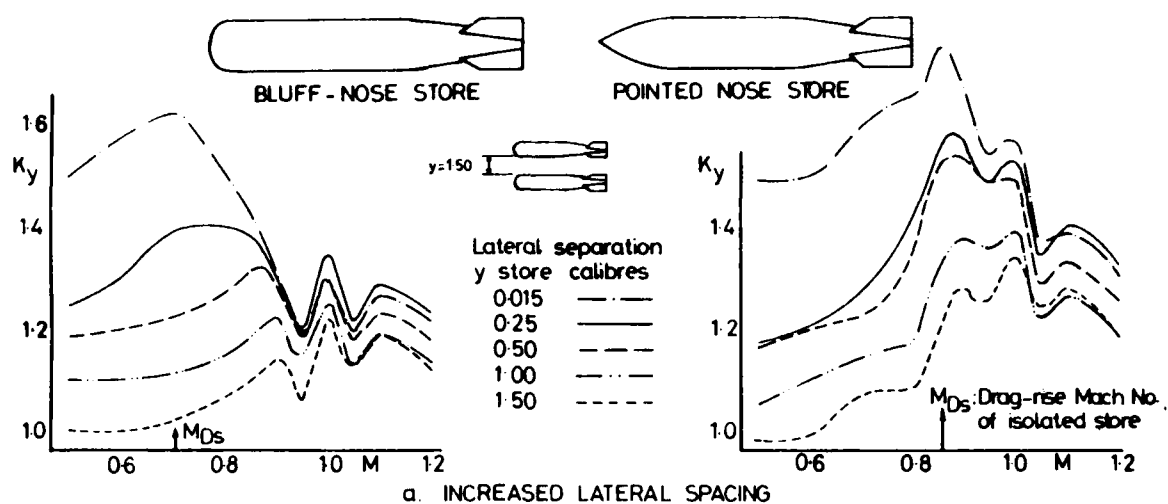 BLUFF-NOSE STORE
POINTED NOSE STORE
1·6
Ky
1·4
1·2
1·0
MDs
0·6
0·8
1·0
M
1·2
y=1·50
Lateral separation
y store calibres
0·015
0·25
0·50
1·00
1·50
Ky
1·4
1·2
1·0
MDs: Drag-rise Mach No.
of isolated store
0·6
0·8
1·0
M
1·2
a. INCREASED LATERAL SPACING